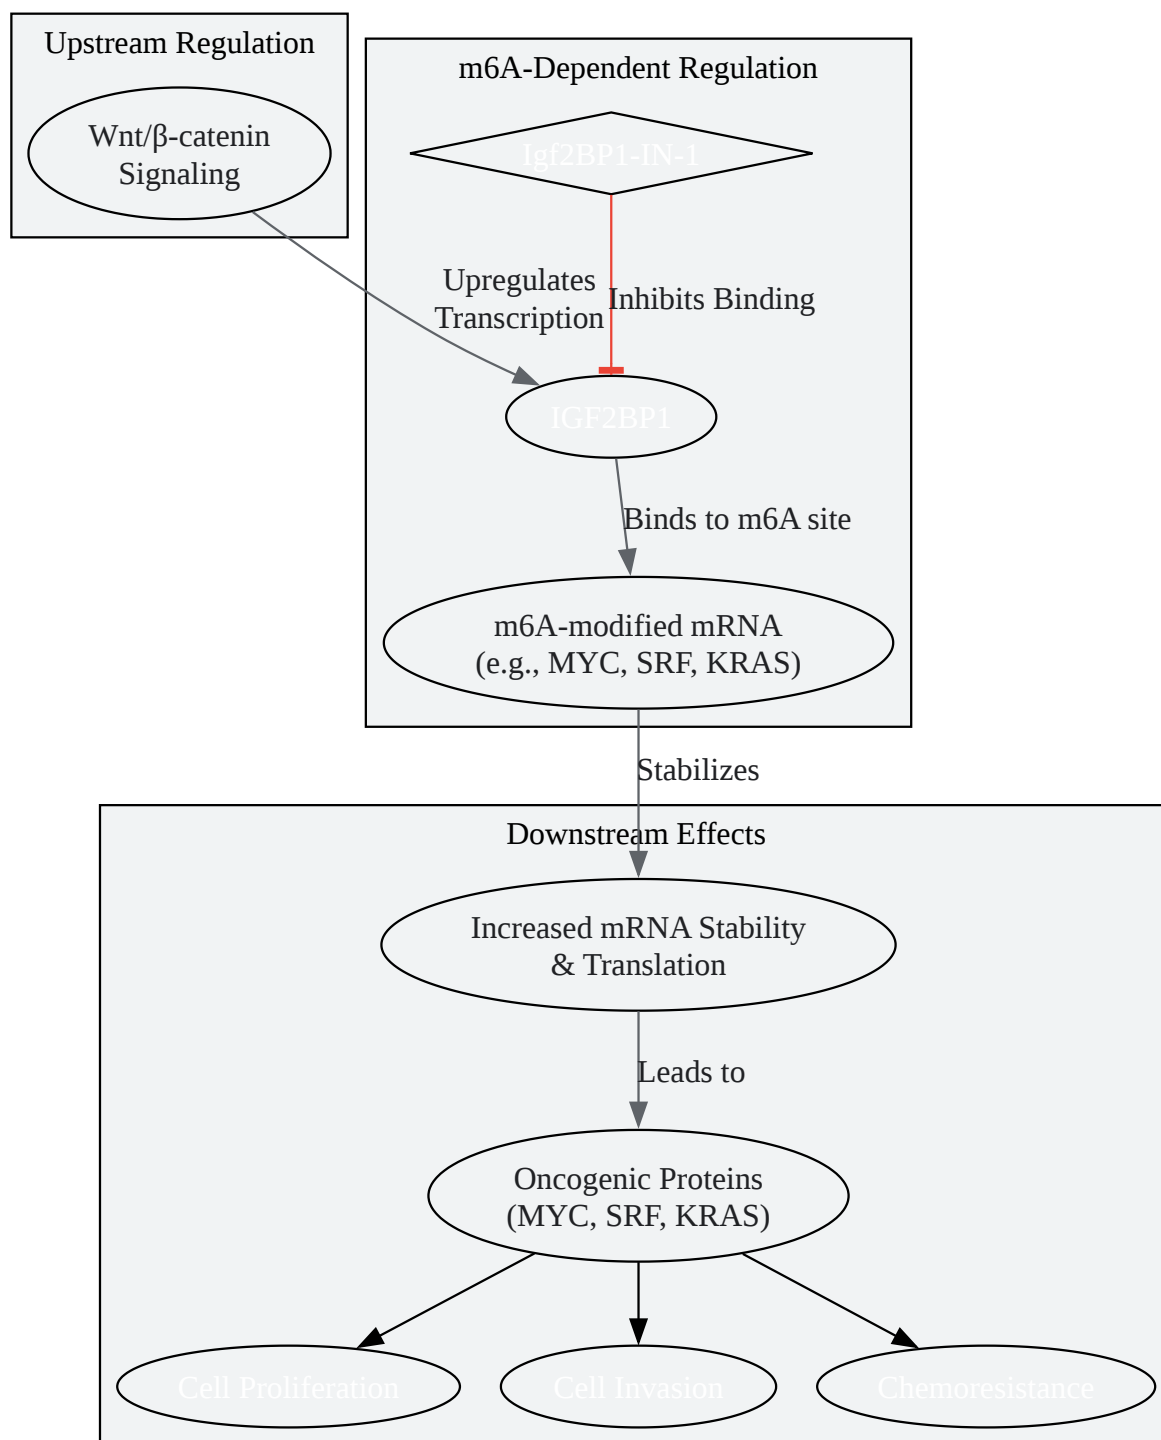 Upstream Regulation
Wnt/β-catenin
Signaling
m6A-Dependent Regulation
Igf2BP1-IN-1
Upregulates
Transcription
Inhibits Binding
IGF2BP1
Binds to m6A site
m6A-modified mRNA
(e.g., MYC, SRF, KRAS)
Stabilizes
Downstream Effects
Increased mRNA Stability
& Translation
Leads to
Oncogenic Proteins
(MYC, SRF, KRAS)
Cell Proliferation
Cell Invasion
Chemoresistance